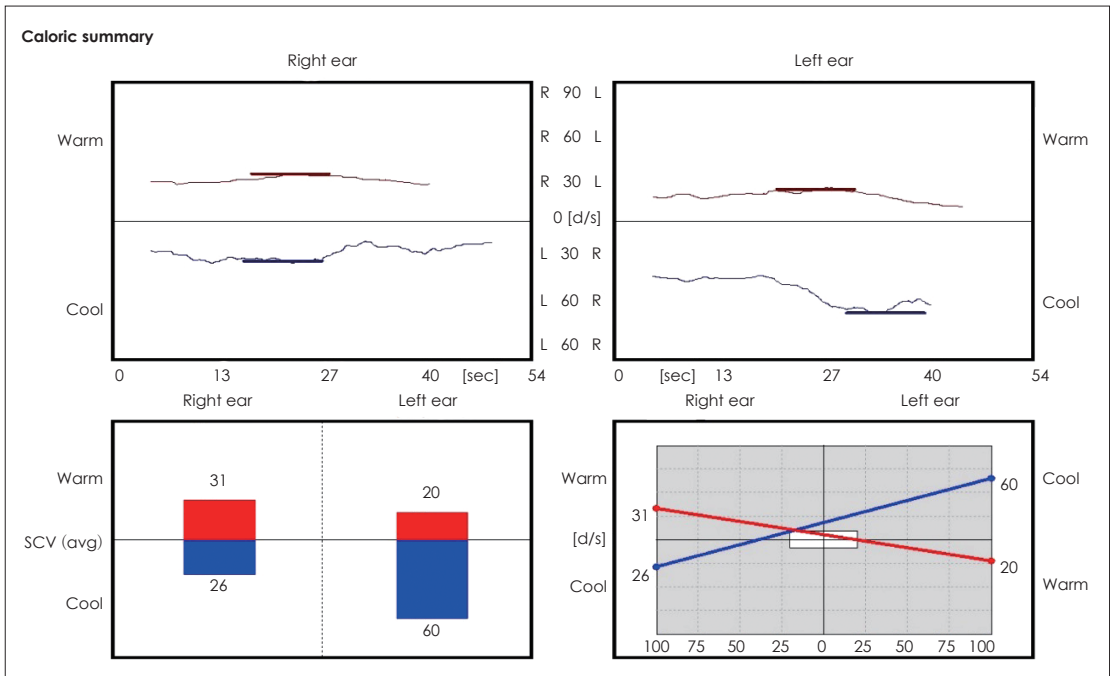 Caloric summary
Right ear
Left ear
R 90 L
Warm
R 60 L
Warm
R 30 L
0 [d/s]
L 30 R
Cool
L 60 R
Cool
L 60 R
0 13 27 40 [sec] 54
0 [sec] 13 27 40 54
Right ear Left ear
Right ear Left ear
Warm
31
20
SCV (avg)
26
Cool
60
Warm
Cool
60
31
[d/s]
26
20
Cool
Warm
100 75 50 25 0 25 50 75 100